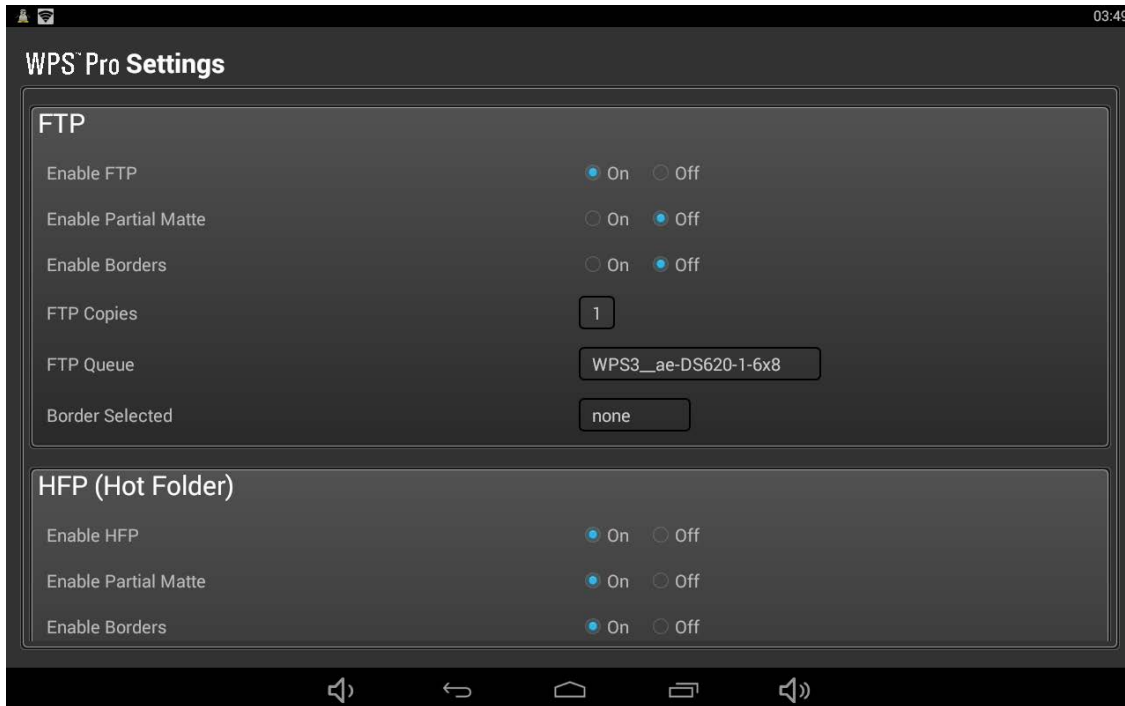 03:49
WPS™ Pro Settings
FTP
Enable FTP On Off
Enable Partial Matte On Off
Enable Borders On Off
FTP Copies 1
FTP Queue WPS3__ae-DS620-1-6x8
Border Selected none
HFP (Hot Folder)
Enable HFP On Off
Enable Partial Matte On Off
Enable Borders On Off